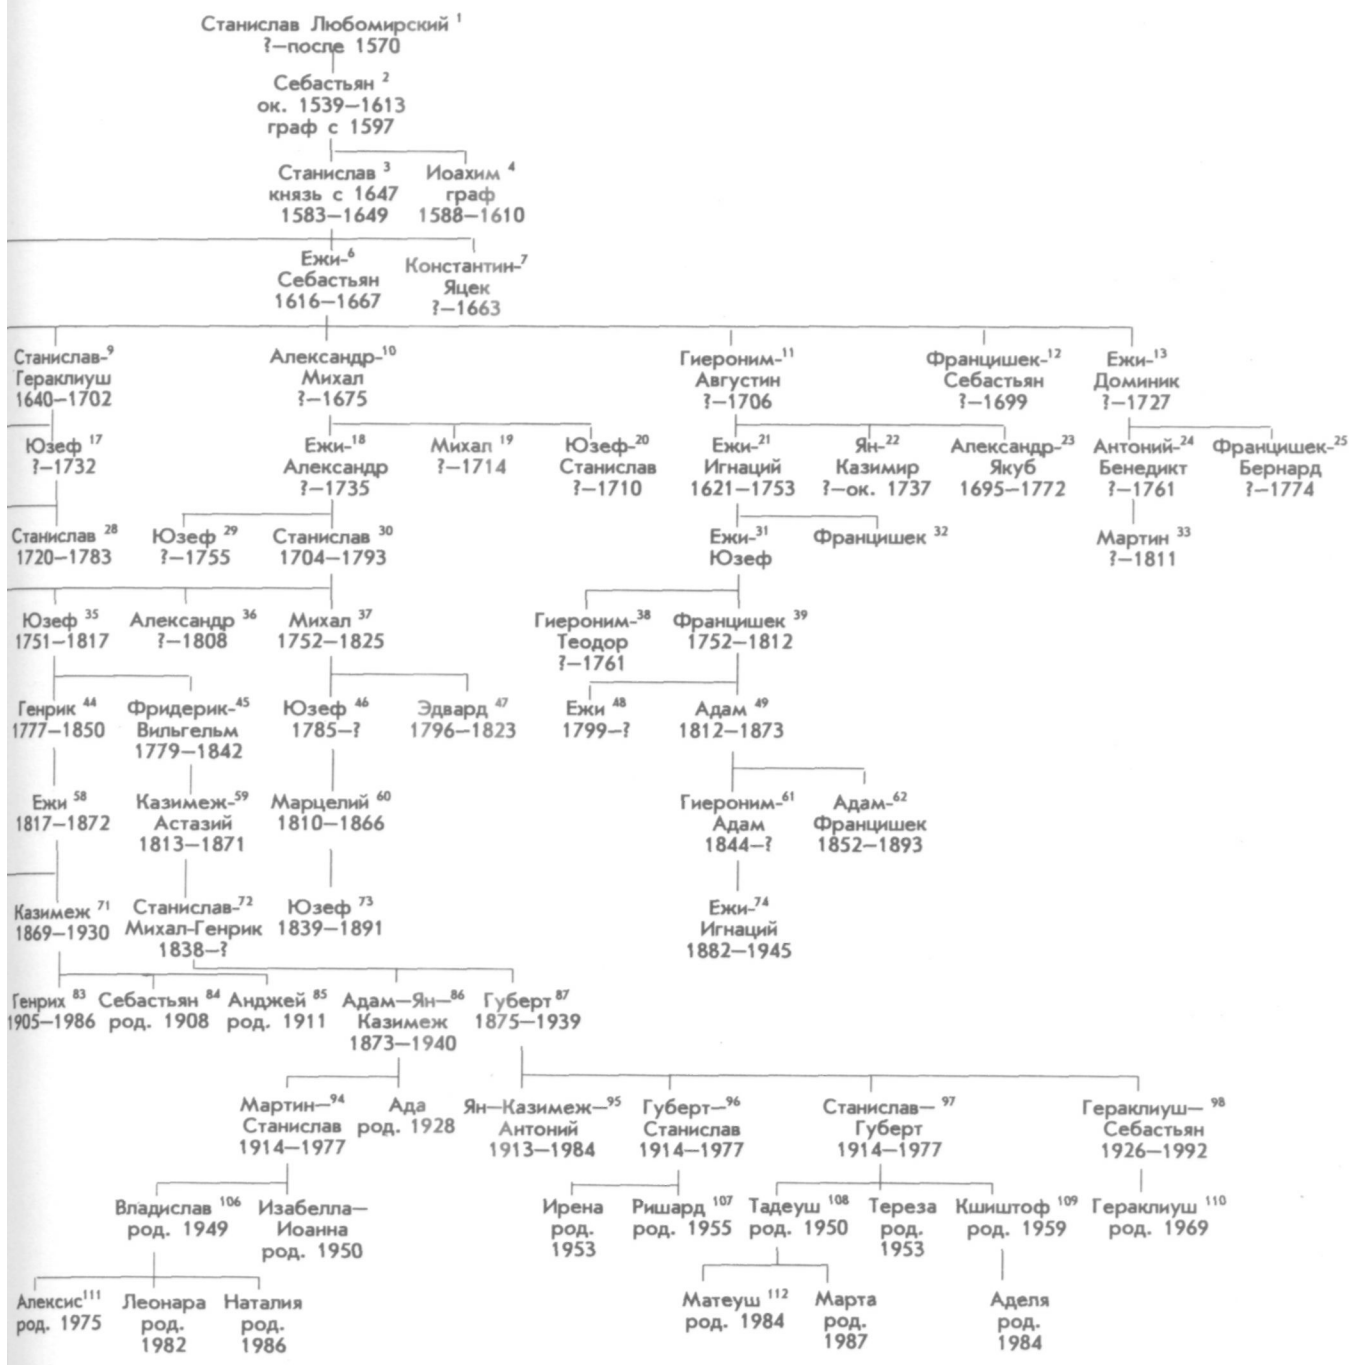 Станислав Любомирский 1
?—после 1570
Себастьян 2
ок. 1539—1613
граф с 1597
Станислав 3
князь с 1647
1583—1649
Иоахим 4
граф
1588—1610
Ежи- 6
Себастьян
1616—1667
Константин- 7
Яцек
?—1663
Станислав- 9
Гераклиуш
1640—1702
Александр- 10
Михал
?—1675
Гиероним- 11
Августин
?—1706
Францишек- 12
Себастьян
?—1699
Ежи- 13
Доминик
?—1727
Юзеф 17
?—1732
Ежи- 18
Александр
?—1735
Михал 19
?—1714
Юзеф- 20
Станислав
?—1710
Ежи- 21
Игнаций
1621—1753
Ян- 22
Казимир
?—ок. 1737
Александр- 23
Якуб
1695—1772
Антоний- 24
Бенедикт
?—1761
Францишек- 25
Бернард
?—1774
Станислав 28
1720—1783
Юзеф 29
?—1755
Станислав 30
1704—1793
Ежи- 31
Юзеф
Францишек 32
Мартин 33
?—1811
Юзеф 35
1751—1817
Александр 36
?—1808
Михал 37
1752—1825
Гиероним- 38
Теодор
?—1761
Францишек 39
1752—1812
Генрик 44
1777—1850
Фридерик- 45
Вильгельм
1779—1842
Юзеф 46
1785—?
Эдвард 47
1796—1823
Ежи 48
1799—?
Адам 49
1812—1873
Ежи 58
1817—1872
Казимеж- 59
Астазий
1813—1871
Марцелий 60
1810—1866
Гиероним- 61
Адам
1844—?
Адам- 62
Францишек
1852—1893
Казимеж 71
1869—1930
Станислав- 72
Михал-Генрик
1838—?
Юзеф 73
1839—1891
Ежи- 74
Игнаций
1882—1945
Генрих 83
1905—1986
Себастьян 84
род. 1908
Анджей 85
род. 1911
Адам—Ян— 86
Казимеж
1873—1940
Губерт 87
1875—1939
Мартин— 94
Станислав
1914—1977
Ада
род. 1928
Ян—Казимеж— 95
Антоний
1913—1984
Губерт— 96
Станислав
1914—1977
Станислав— 97
Губерт
1914—1977
Гераклиуш— 98
Себастьян
1926—1992
Владислав 106
род. 1949
Изабелла—
Иоанна
род. 1950
Ирена
род.
1953
Ришард 107
род. 1955
Тадеуш 108
род. 1950
Тереза
род.
1953
Кшиштоф 109
род. 1959
Гераклиуш 110
род. 1969
Алексис 111
род. 1975
Леонара
род.
1982
Наталия
род.
1986
Матеуш 112
род. 1984
Марта
род.
1987
Аделя
род.
1984